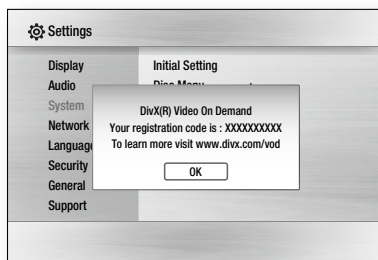 Settings
Display
Initial Setting
Audio
Disc Menu
System
Network
Language
Security
General
Support
DivX(R) Video On Demand
Your registration code is : XXXXXXXXXX
To learn more visit www.divx.com/vod
OK